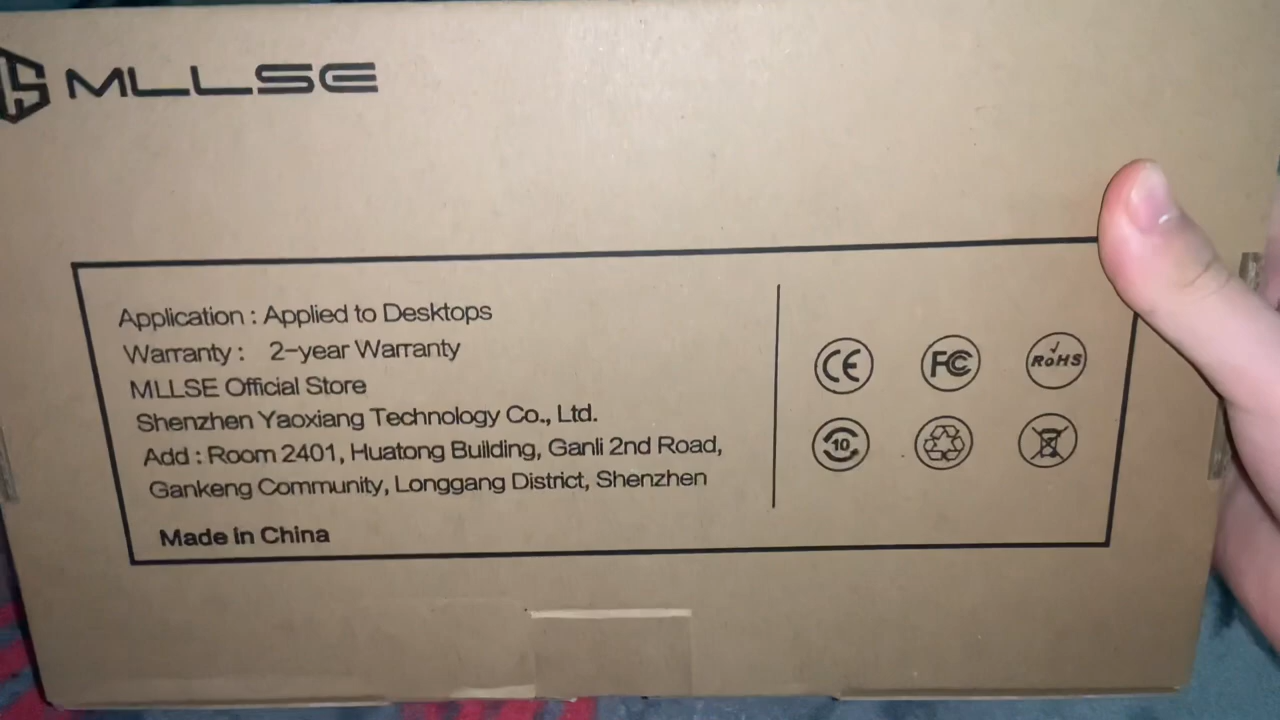 MLLSE
Application : Applied to Desktops
Warranty : 2-year Warranty
MLLSE Official Store
Shenzhen Yaoxiang Technology Co., Ltd.
Add : Room 2401, Huatong Building, Ganli 2nd Road,
Gankeng Community, Longgang District, Shenzhen
Made in China
CE FC RoHS
10